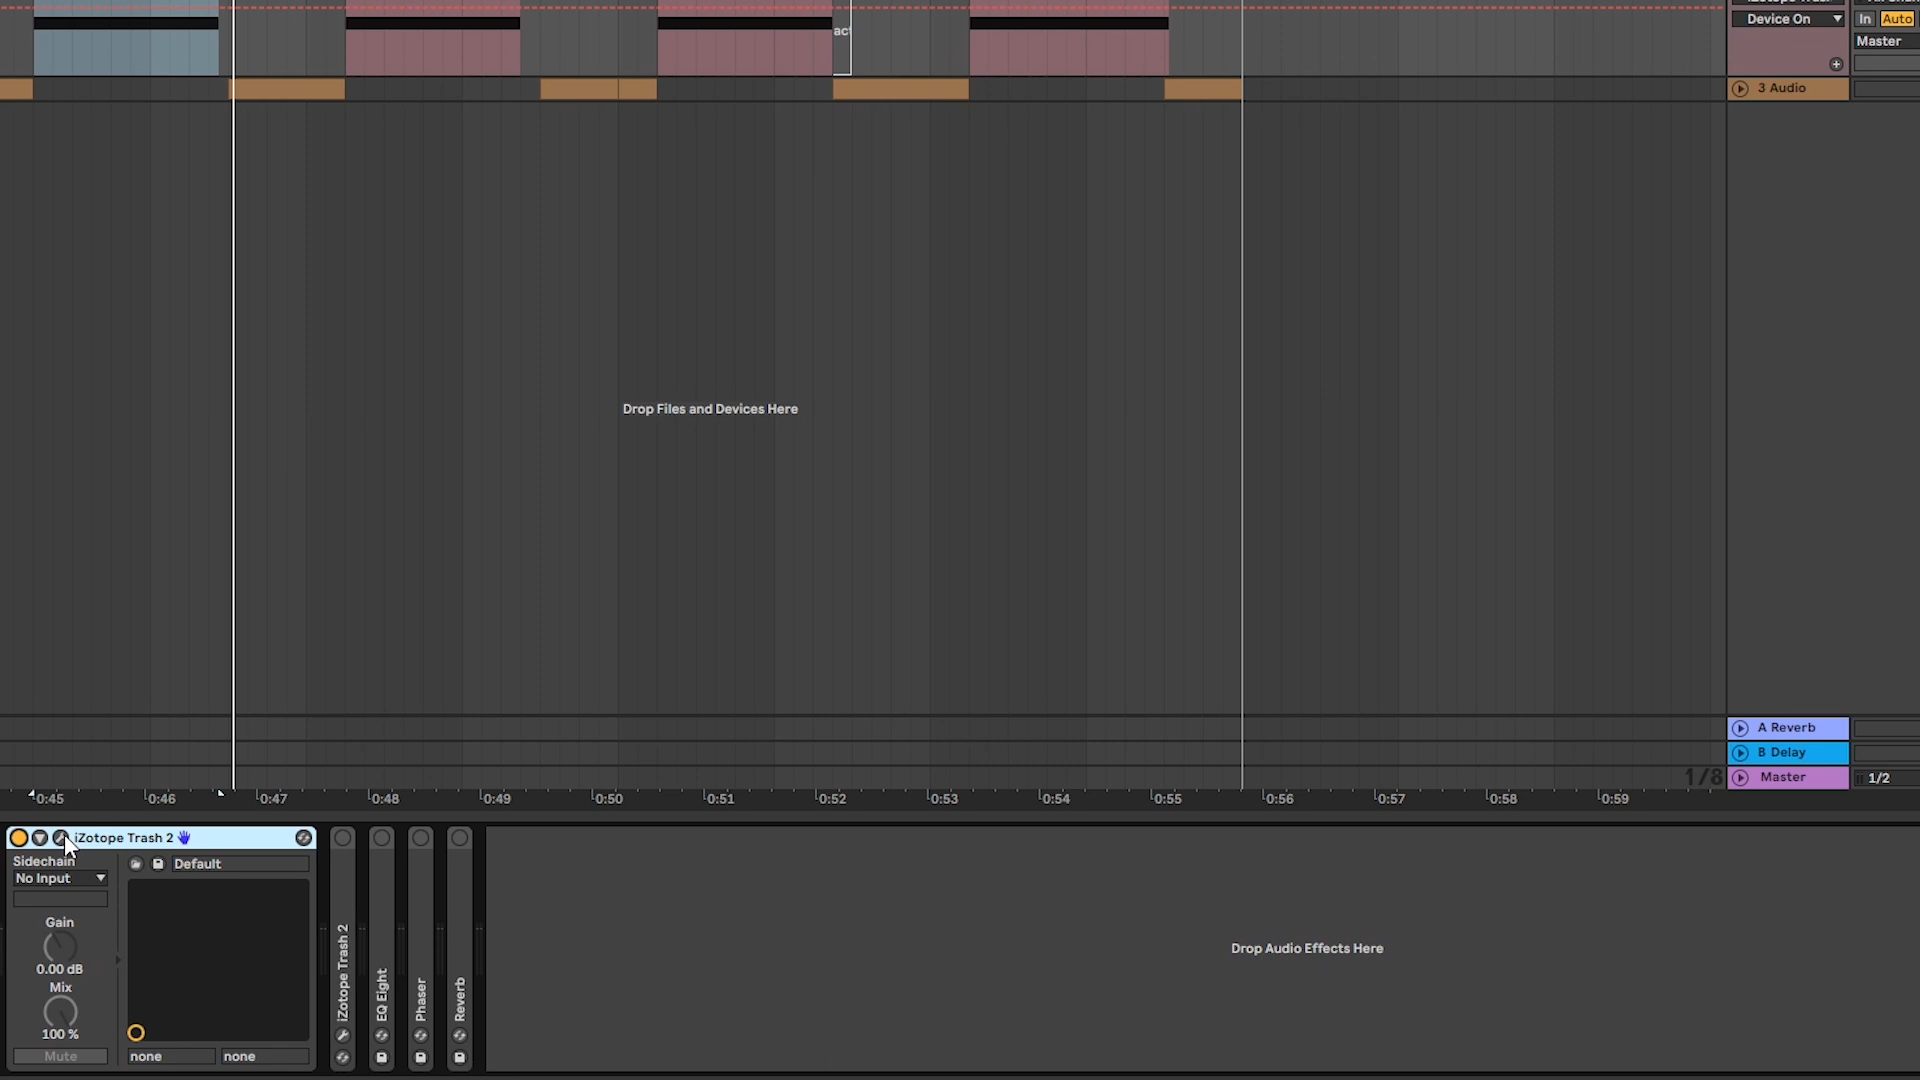 Device On
In Auto
Master
act
3 Audio
Drop Files and Devices Here
A Reverb
B Delay
1/8
Master
1/2
0:45 0:46 0:47 0:48 0:49 0:50 0:51 0:52 0:53 0:54 0:55 0:56 0:57 0:58 0:59
iZotope Trash 2
Sidechain
No Input
Default
Gain
0.00 dB
Mix
100 %
Mute
none none
iZotope Trash 2
EQ Eight
Phaser
Reverb
Drop Audio Effects Here